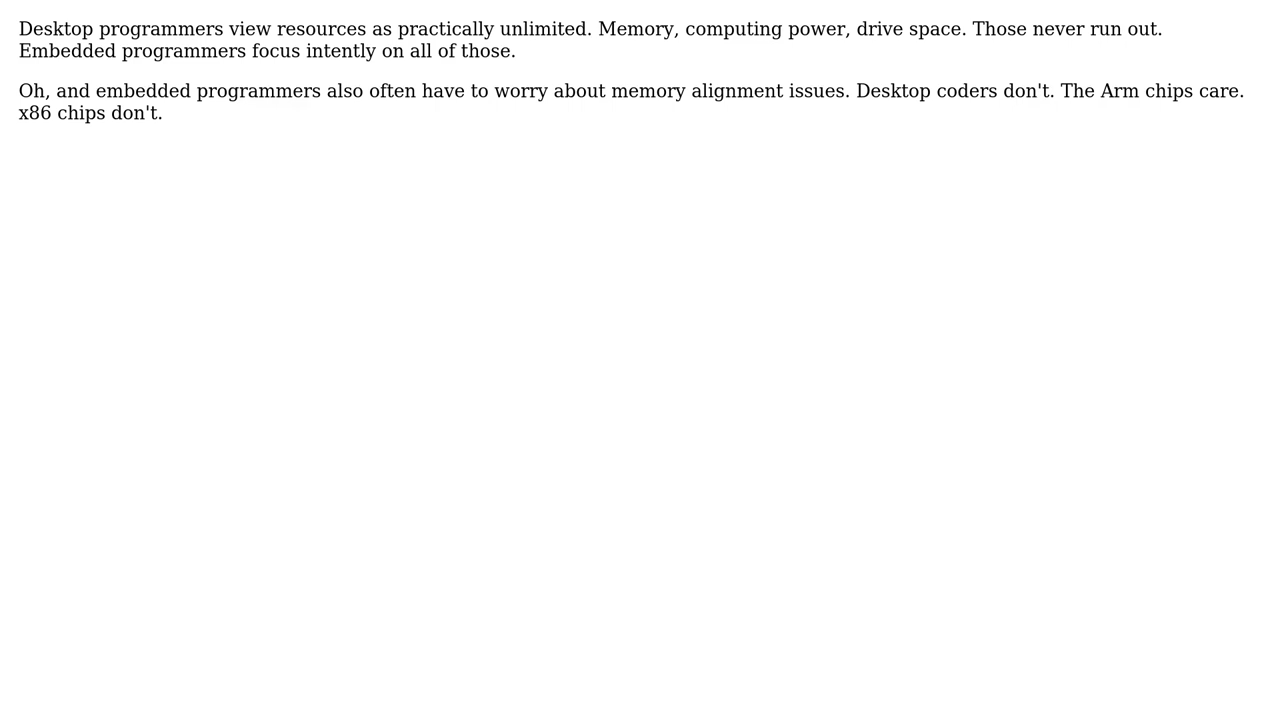 Desktop programmers view resources as practically unlimited. Memory, computing power, drive space. Those never run out.
Embedded programmers focus intently on all of those.
Oh, and embedded programmers also often have to worry about memory alignment issues. Desktop coders don't. The Arm chips care.
x86 chips don't.